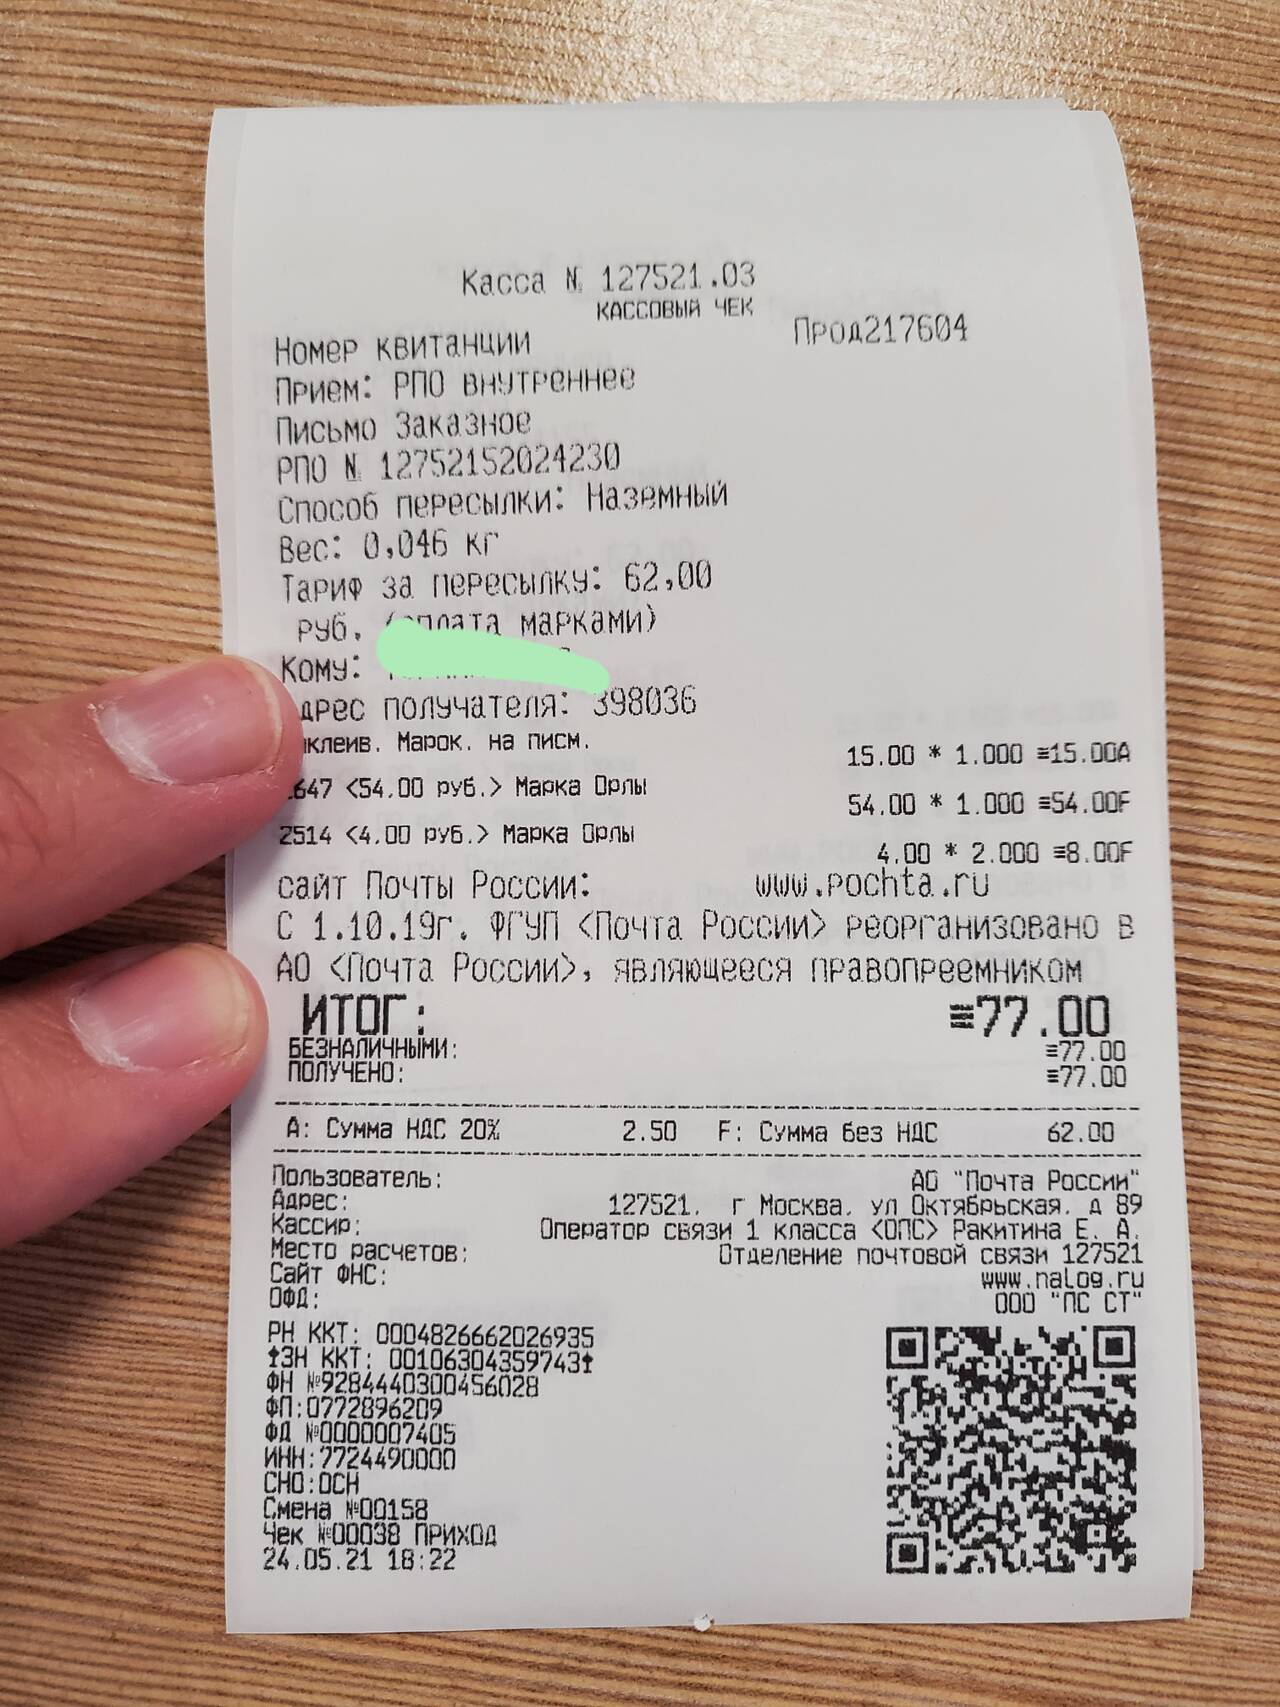 Касса № 127521.03
КАССОВЫЙ ЧЕК
Номер квитанции Прод217604
Прием: РПО внутреннее
Письмо Заказное
РПО № 12752152024230
Способ пересылки: Наземный
Вес: 0,046 кг
Тариф за пересылку: 62,00
руб. (оплата марками)
Кому:
Адрес получателя: 398036
Марок. на писм.
15.00 * 1.000 ≡15.00А
<54.00 руб.> Марка Орлы
54.00 * 1.000 ≡54.00F
2514 <4.00 руб.> Марка Орлы
4.00 * 2.000 ≡8.00F
сайт Почты России: www.pochta.ru
С 1.10.19г. ФГУП <Почта России> реорганизовано в
АО <Почта России>, являющееся правопреемником
ИТОГ: ≡77.00
БЕЗНАЛИЧНЫМИ: ≡77.00
ПОЛУЧЕНО: ≡77.00
А: Сумма НДС 20% 2.50 F: Сумма без НДС 62.00
Пользователь: АО "Почта России"
Адрес: 127521, г Москва, ул Октябрьская, д 89
Кассир: Оператор связи 1 класса <ОПС> Ракитина Е. А.
Место расчетов: Отделение почтовой связи 127521
Сайт ФНС: www.nalog.ru
ОФД: ООО "ПС СТ"
РН ККТ: 0004826662026935
ЗН ККТ: 00106304359743
ФН №9284440300456028
ФП:0772896209
ФД №0000007405
ИНН:7724490000
СНО:ОСН
Смена №00158
Чек №00038 ПРИХОД
24.05.21 18:22